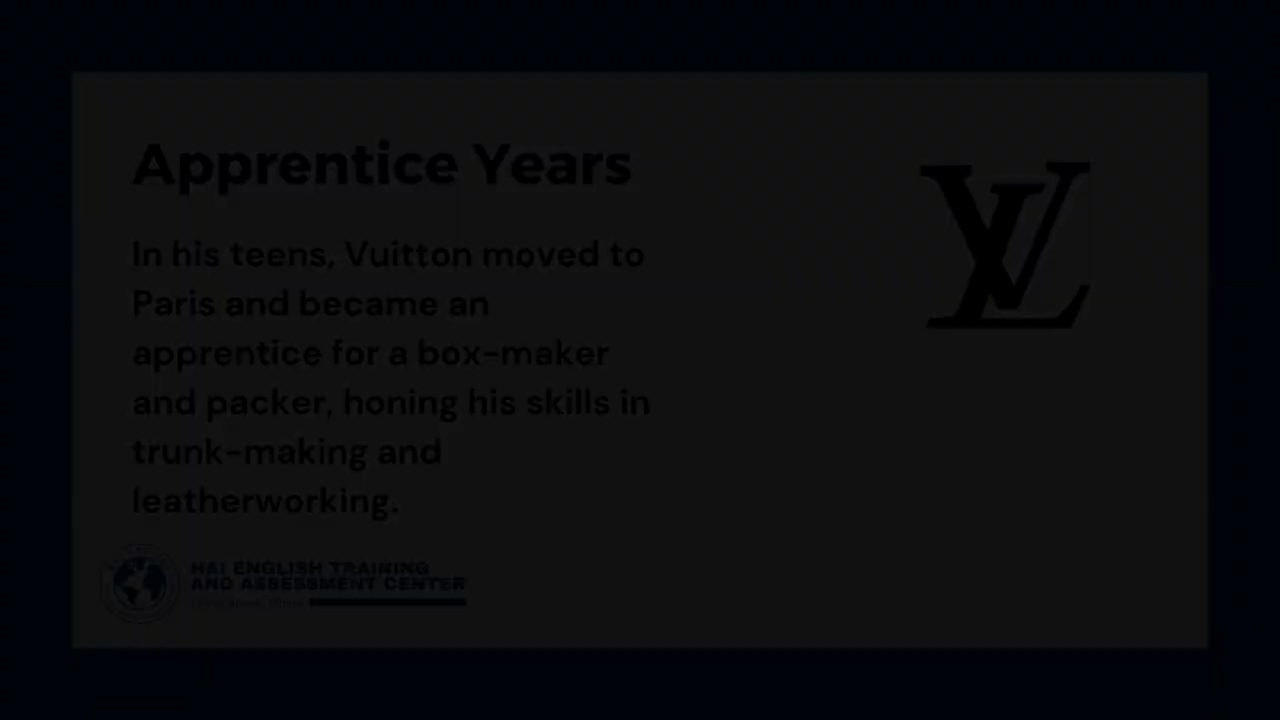 Apprentice Years
LV
In his teens, Vuitton moved to
Paris and became an
apprentice for a box-maker
and packer, honing his skills in
trunk-making and
leatherworking.
HAI ENGLISH TRAINING
AND ASSESSMENT CENTER